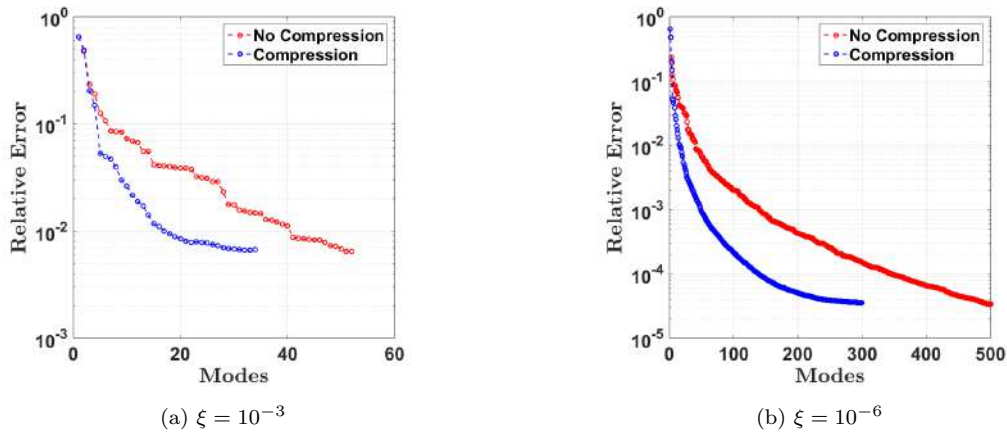 No Compression
Compression
Relative Error
10^0
10^-1
10^-2
10^-3
0
20
40
60
Modes
(a) ξ = 10^-3
No Compression
Compression
Relative Error
10^0
10^-1
10^-2
10^-3
10^-4
10^-5
0
100
200
300
400
500
Modes
(b) ξ = 10^-6